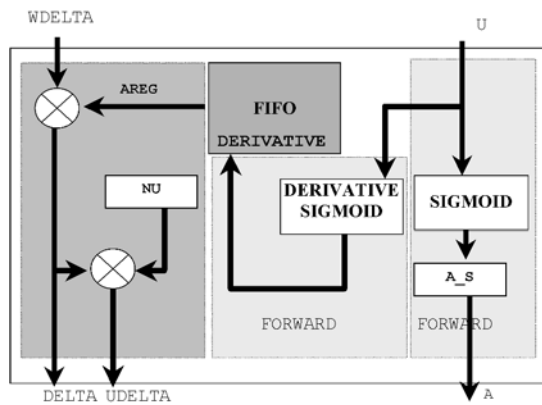 WDELTA
U
AREG
FIFO
DERIVATIVE
NU
DERIVATIVE
SIGMOID
SIGMOID
A_S
FORWARD
FORWARD
DELTA
UDELTA
A